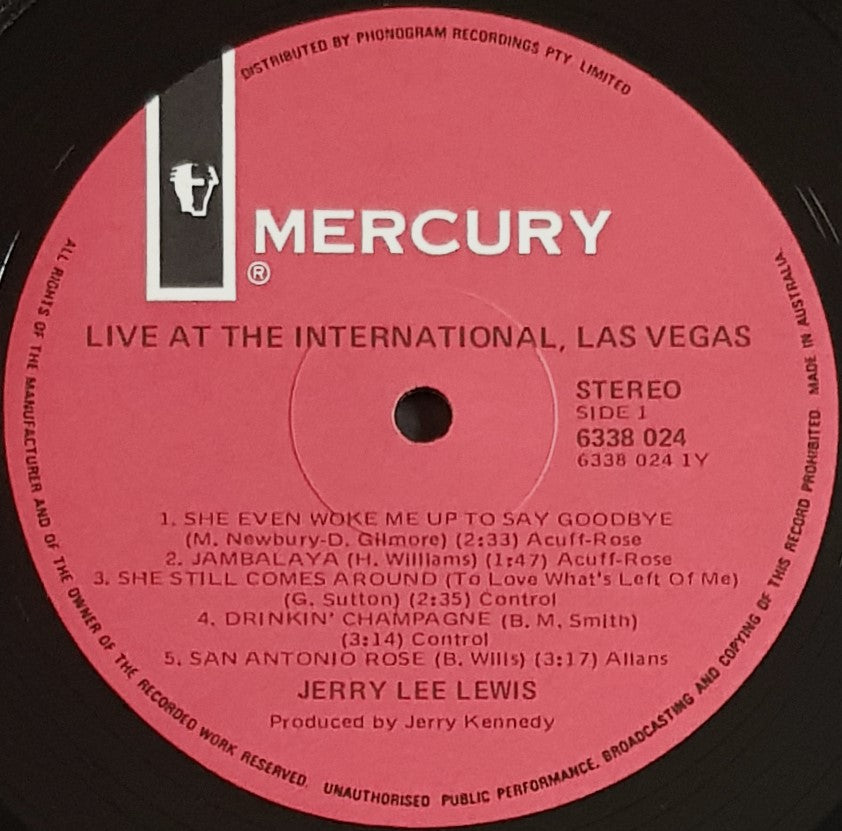 DISTRIBUTED BY PHONOGRAM RECORDINGS PTY. LIMITED
MERCURY
®
LIVE AT THE INTERNATIONAL, LAS VEGAS
STEREO
SIDE 1
6338 024
6338 024 1Y
1. SHE EVEN WOKE ME UP TO SAY GOODBYE
(M. Newbury-D. Gilmore) (2:33) Acuff-Rose
2. JAMBALAYA (H. Williams) (1:47) Acuff-Rose
3. SHE STILL COMES AROUND (To Love What's Left Of Me)
(G. Sutton) (2:35) Control
4. DRINKIN' CHAMPAGNE (B. M. Smith)
(3:14) Control
5. SAN ANTONIO ROSE (B. Wills) (3:17) Allans
JERRY LEE LEWIS
Produced by Jerry Kennedy
ALL RIGHTS OF THE MANUFACTURER AND OF THE OWNER OF THE RECORDED WORK RESERVED. UNAUTHORISED PUBLIC PERFORMANCE, BROADCASTING AND COPYING OF THIS RECORD PROHIBITED. MADE IN AUSTRALIA.